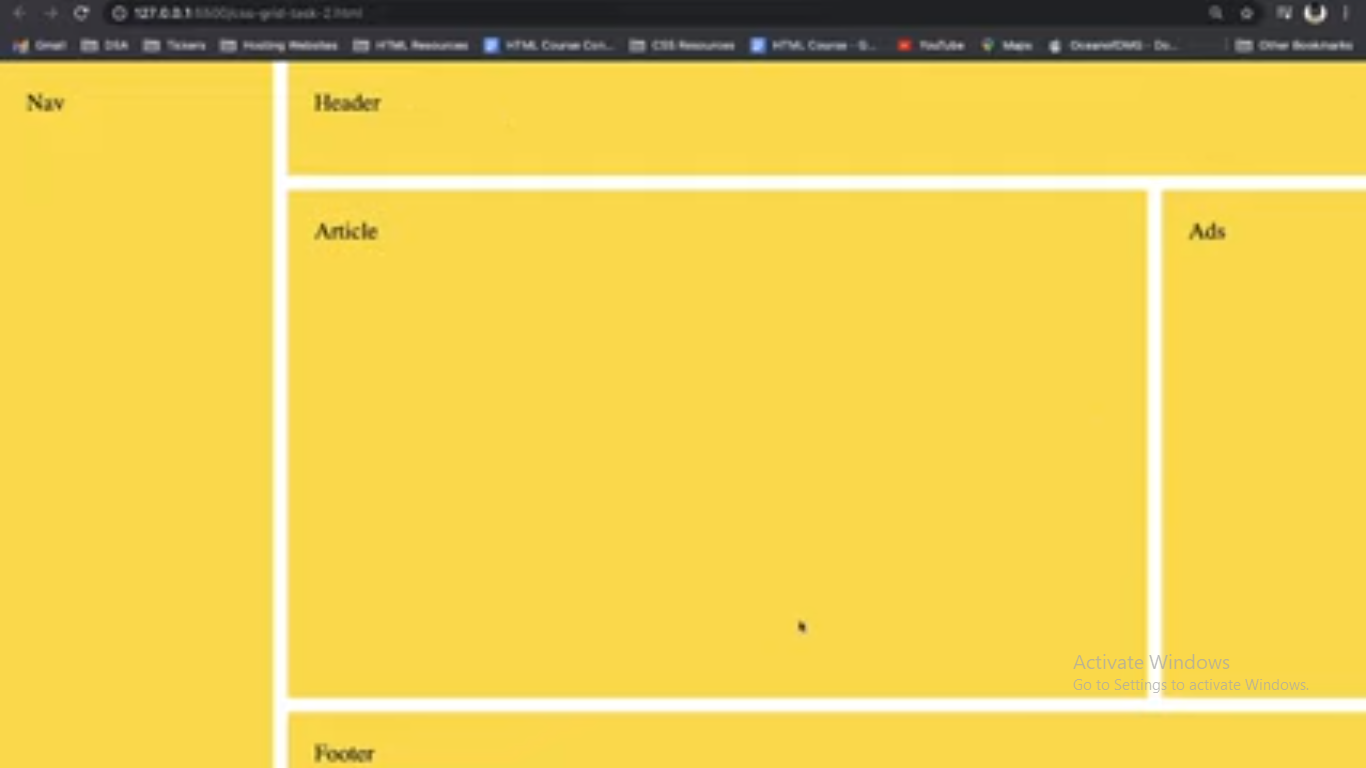 127.0.0.1:5500/css-grid-task-2.html
Gmail DSA Tickers Hosting Websites HTML Resources HTML Course Con... CSS Resources HTML Course - G... YouTube Maps OceanofDMG - Do... Other Bookmarks
Nav
Header
Article
Ads
Activate Windows
Go to Settings to activate Windows.
Footer